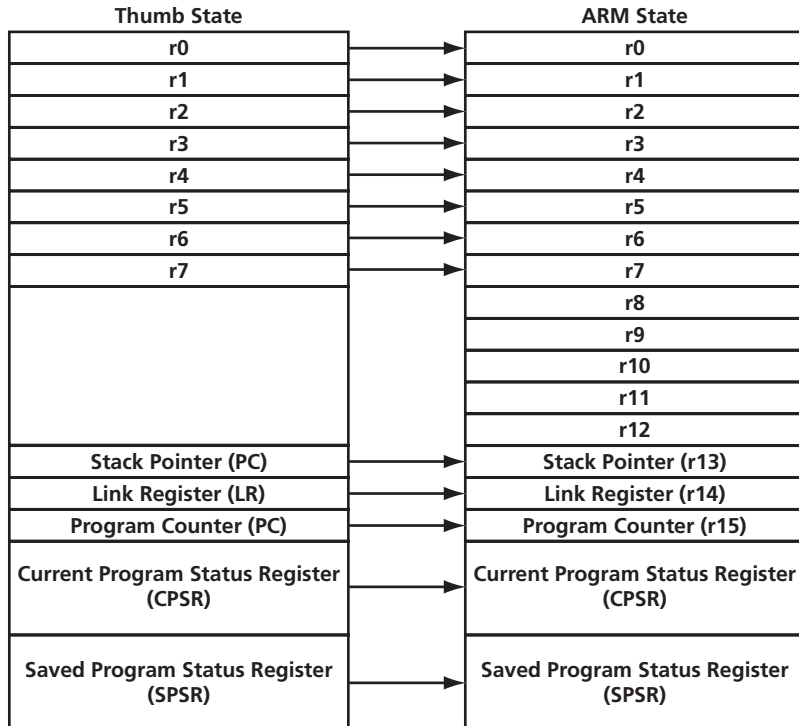 Thumb State
ARM State
r0
r0
r1
r1
r2
r2
r3
r3
r4
r4
r5
r5
r6
r6
r7
r7
r8
r9
r10
r11
r12
Stack Pointer (PC)
Stack Pointer (r13)
Link Register (LR)
Link Register (r14)
Program Counter (PC)
Program Counter (r15)
Current Program Status Register
(CPSR)
Current Program Status Register
(CPSR)
Saved Program Status Register
(SPSR)
Saved Program Status Register
(SPSR)